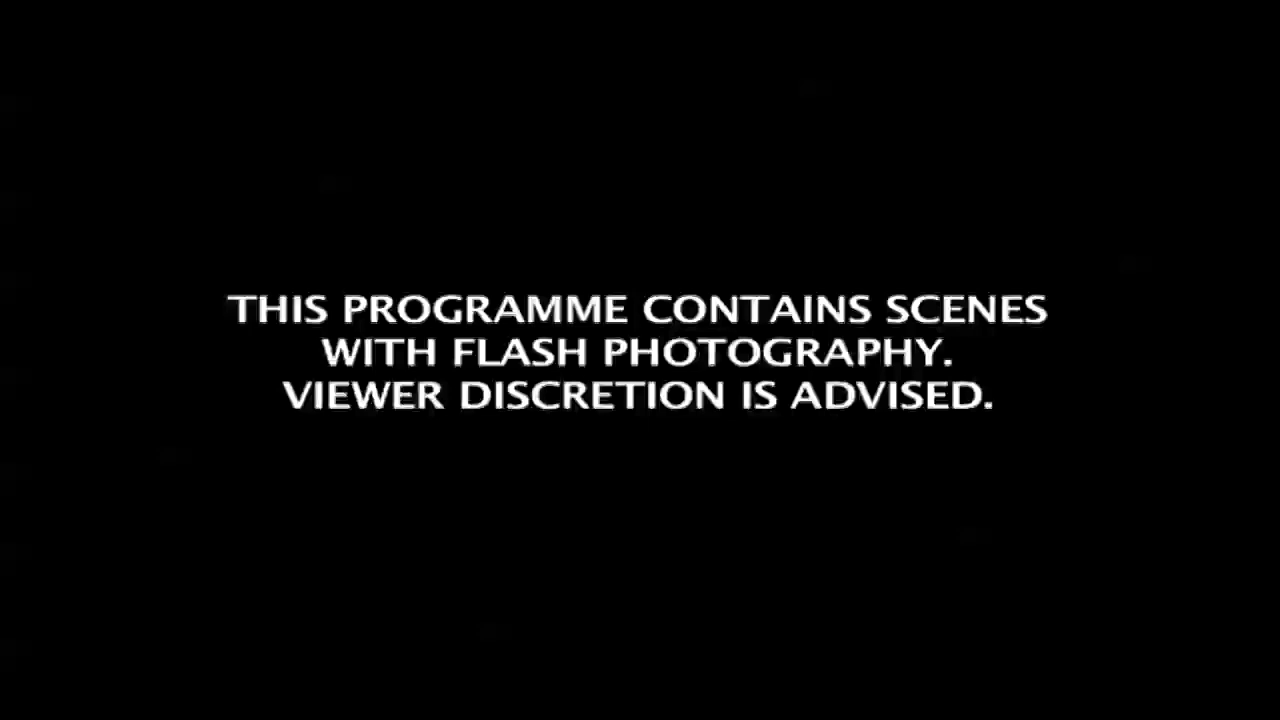 THIS PROGRAMME CONTAINS SCENES
WITH FLASH PHOTOGRAPHY.
VIEWER DISCRETION IS ADVISED.